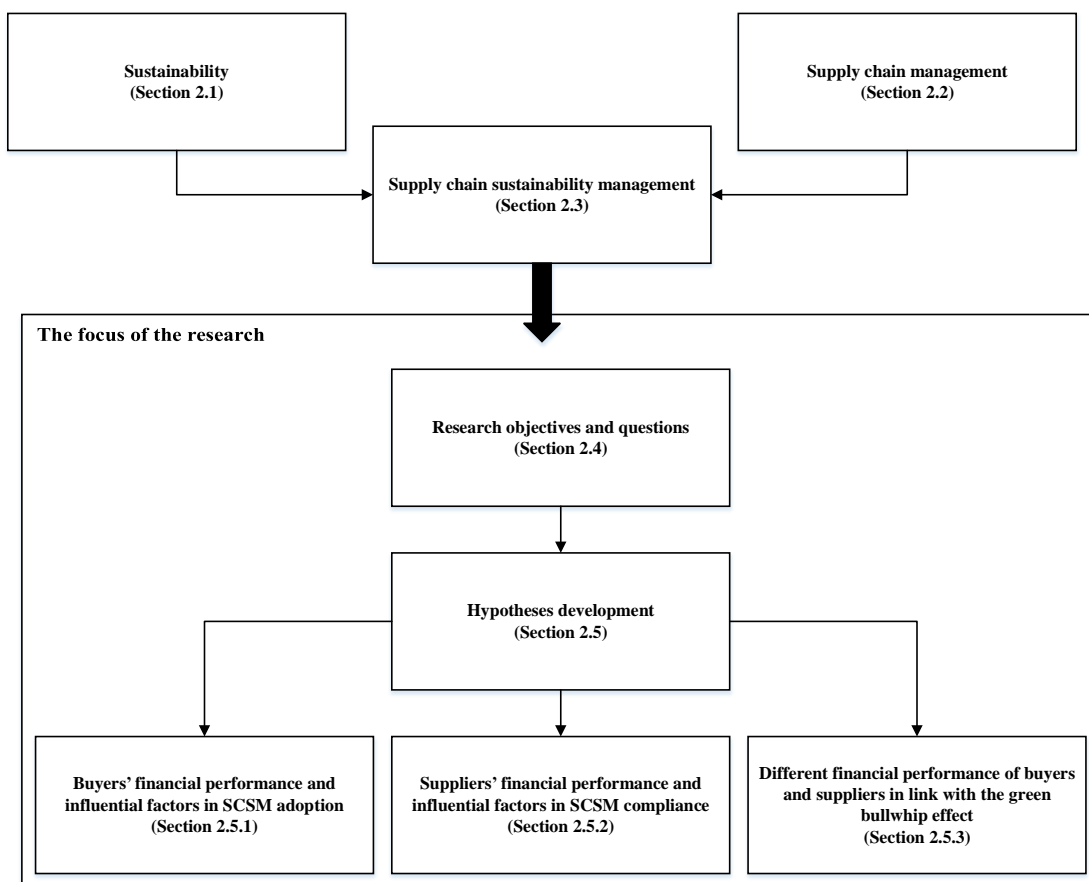 Sustainability
(Section 2.1)
Supply chain management
(Section 2.2)
Supply chain sustainability management
(Section 2.3)
The focus of the research
Research objectives and questions
(Section 2.4)
Hypotheses development
(Section 2.5)
Buyers’ financial performance and
influential factors in SCSM adoption
(Section 2.5.1)
Suppliers’ financial performance and
influential factors in SCSM compliance
(Section 2.5.2)
Different financial performance of buyers
and suppliers in link with the green
bullwhip effect
(Section 2.5.3)